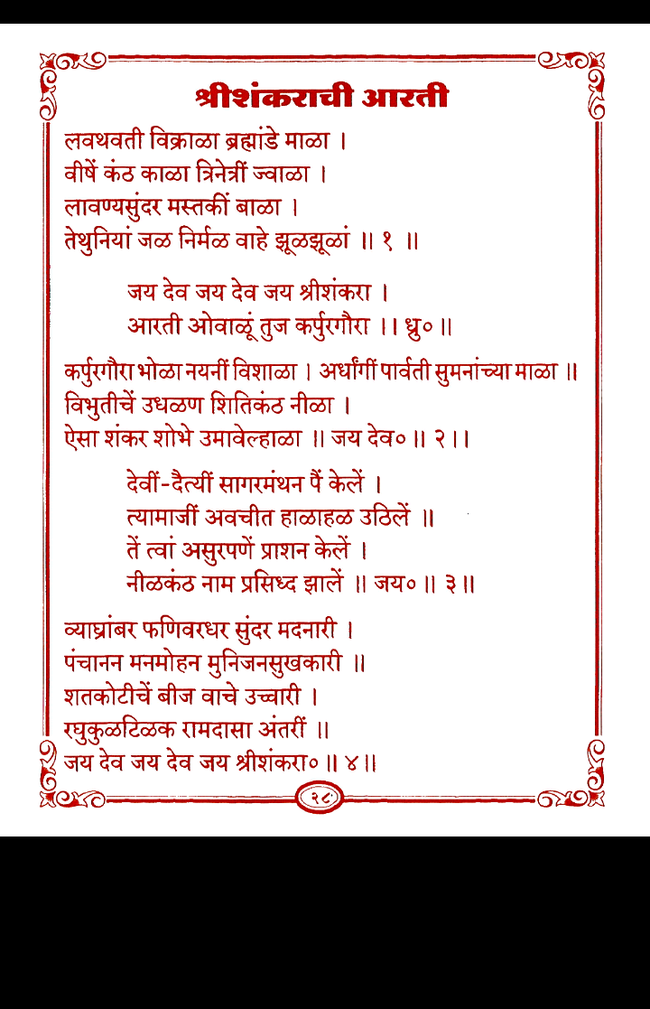 श्रीशंकराची आरती
लवथवती विक्राळा ब्रह्मांडे माळा ।
वीषें कंठ काळा त्रिनेत्रीं ज्वाळा ।
लावण्यसुंदर मस्तकीं बाळा ।
तेथुनियां जळ निर्मळ वाहे झूळझूळां ॥ १ ॥
जय देव जय देव जय श्रीशंकरा ।
आरती ओवाळूं तुज कर्पुरगौरा ।। ध्रु० ॥
कर्पुरगौरा भोळा नयनीं विशाळा । अर्धांगीं पार्वती सुमनांच्या माळा ॥
विभुतीचें उधळण शितिकंठ नीळा ।
ऐसा शंकर शोभे उमावेल्हाळा ॥ जय देव० ॥ २।।
देवीं-दैत्यीं सागरमंथन पैं केलें ।
त्यामाजीं अवचीत हाळाहळ उठिलें ॥
तें त्वां असुरपणें प्राशन केलें ।
नीळकंठ नाम प्रसिध्द झालें ॥ जय० ॥ ३॥
व्याघ्रांबर फणिवरधर सुंदर मदनारी ।
पंचानन मनमोहन मुनिजनसुखकारी ॥
शतकोटीचें बीज वाचे उच्चारी ।
रघुकुळटिळक रामदासा अंतरीं ॥
जय देव जय देव जय श्रीशंकरा० ॥ ४॥
२८